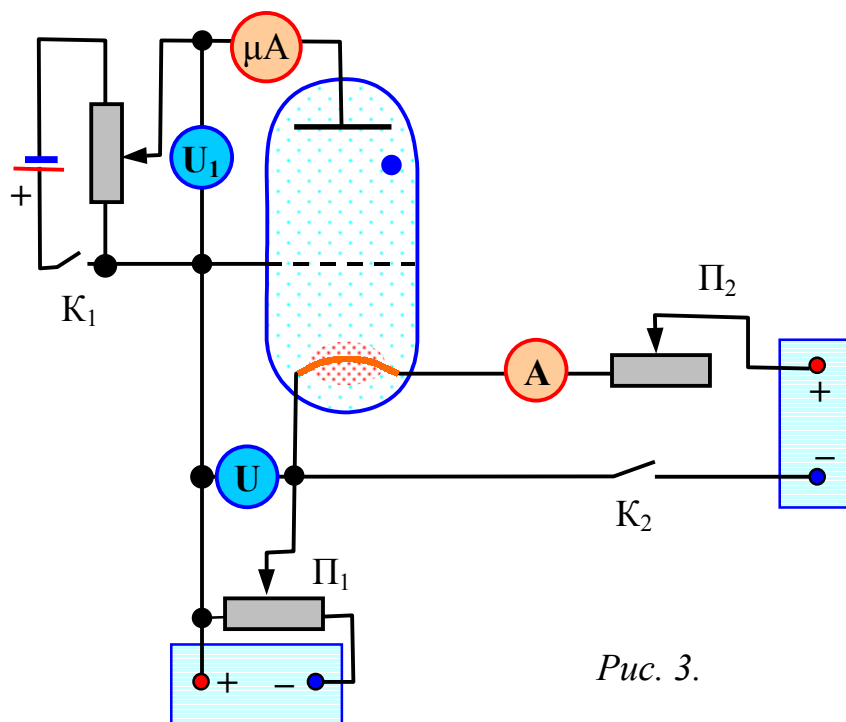 μA
U₁
+
К₁
П₂
A
+
−
U
К₂
П₁
+ −
Рис. 3.